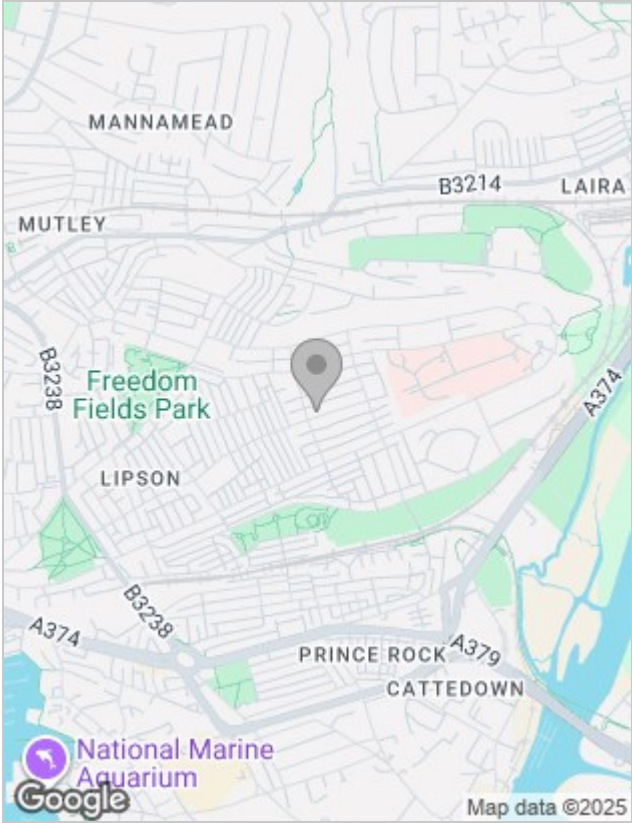 MANNAMEAD
B3214
LAIRA
MUTLEY
B3238
Freedom
Fields Park
A374
LIPSON
B3238
A374
PRINCE ROCK
A379
CATTEDOWN
National Marine
Aquarium
Google
Map data ©2025